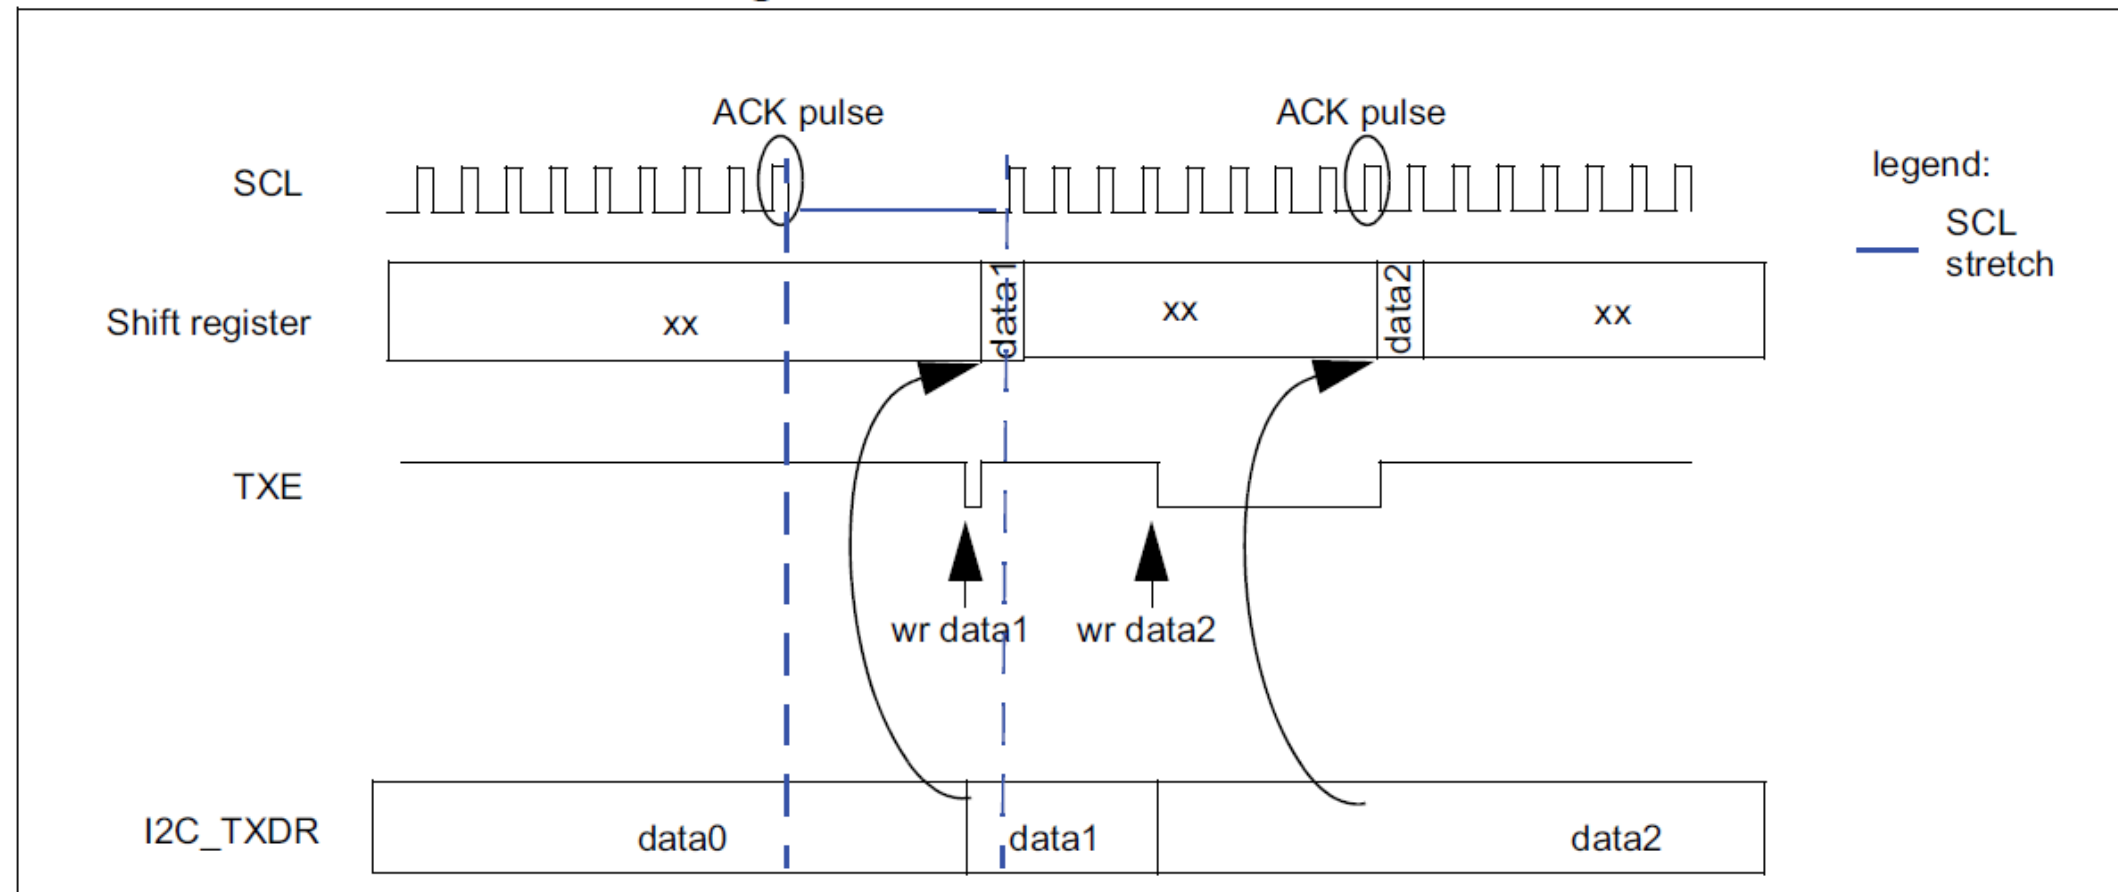 ACK pulse
ACK pulse
legend:
SCL
SCL
stretch
data1
data2
Shift register
xx
xx
xx
TXE
wr data1
wr data2
I2C_TXDR
data0
data1
data2